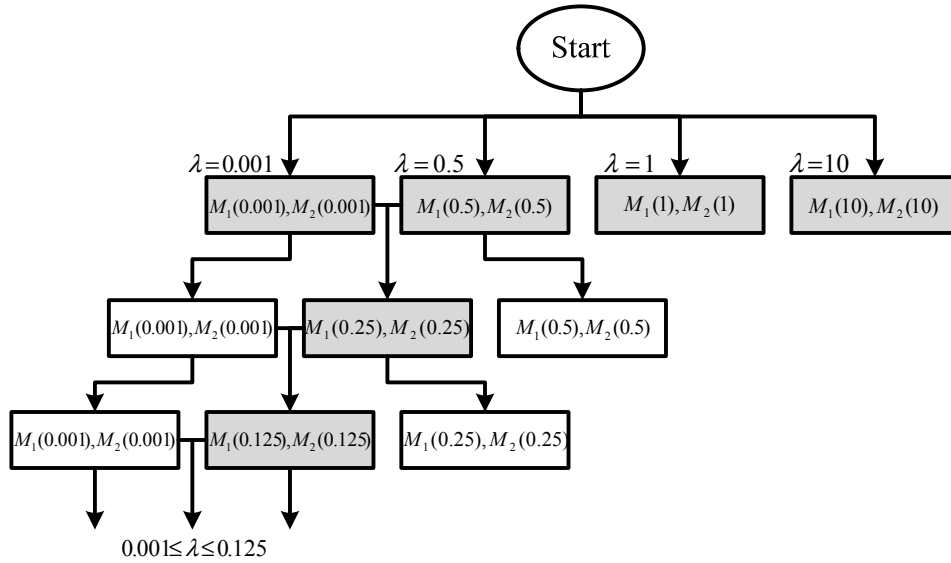 Start
λ=0.001
λ=0.5
λ=1
λ=10
M₁(0.001),M₂(0.001)
M₁(0.5),M₂(0.5)
M₁(1),M₂(1)
M₁(10),M₂(10)
M₁(0.001),M₂(0.001)
M₁(0.25),M₂(0.25)
M₁(0.5),M₂(0.5)
M₁(0.001),M₂(0.001)
M₁(0.125),M₂(0.125)
M₁(0.25),M₂(0.25)
0.001≤λ≤0.125